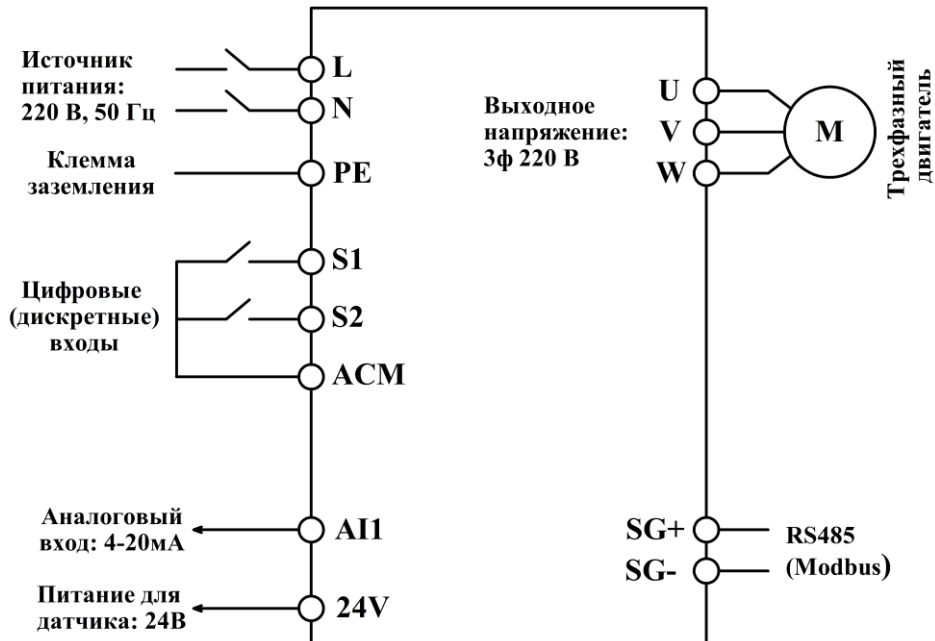 Источник
питания:
220 В, 50 Гц
L
N
Клемма
заземления
PE
Выходное
напряжение:
3ф 220 В
U
V
W
M
Трехфазный
двигатель
Цифровые
(дискретные)
входы
S1
S2
ACM
Аналоговый
вход: 4-20мА
AI1
Питание для
датчика: 24В
24V
SG+
SG-
RS485
(Modbus)